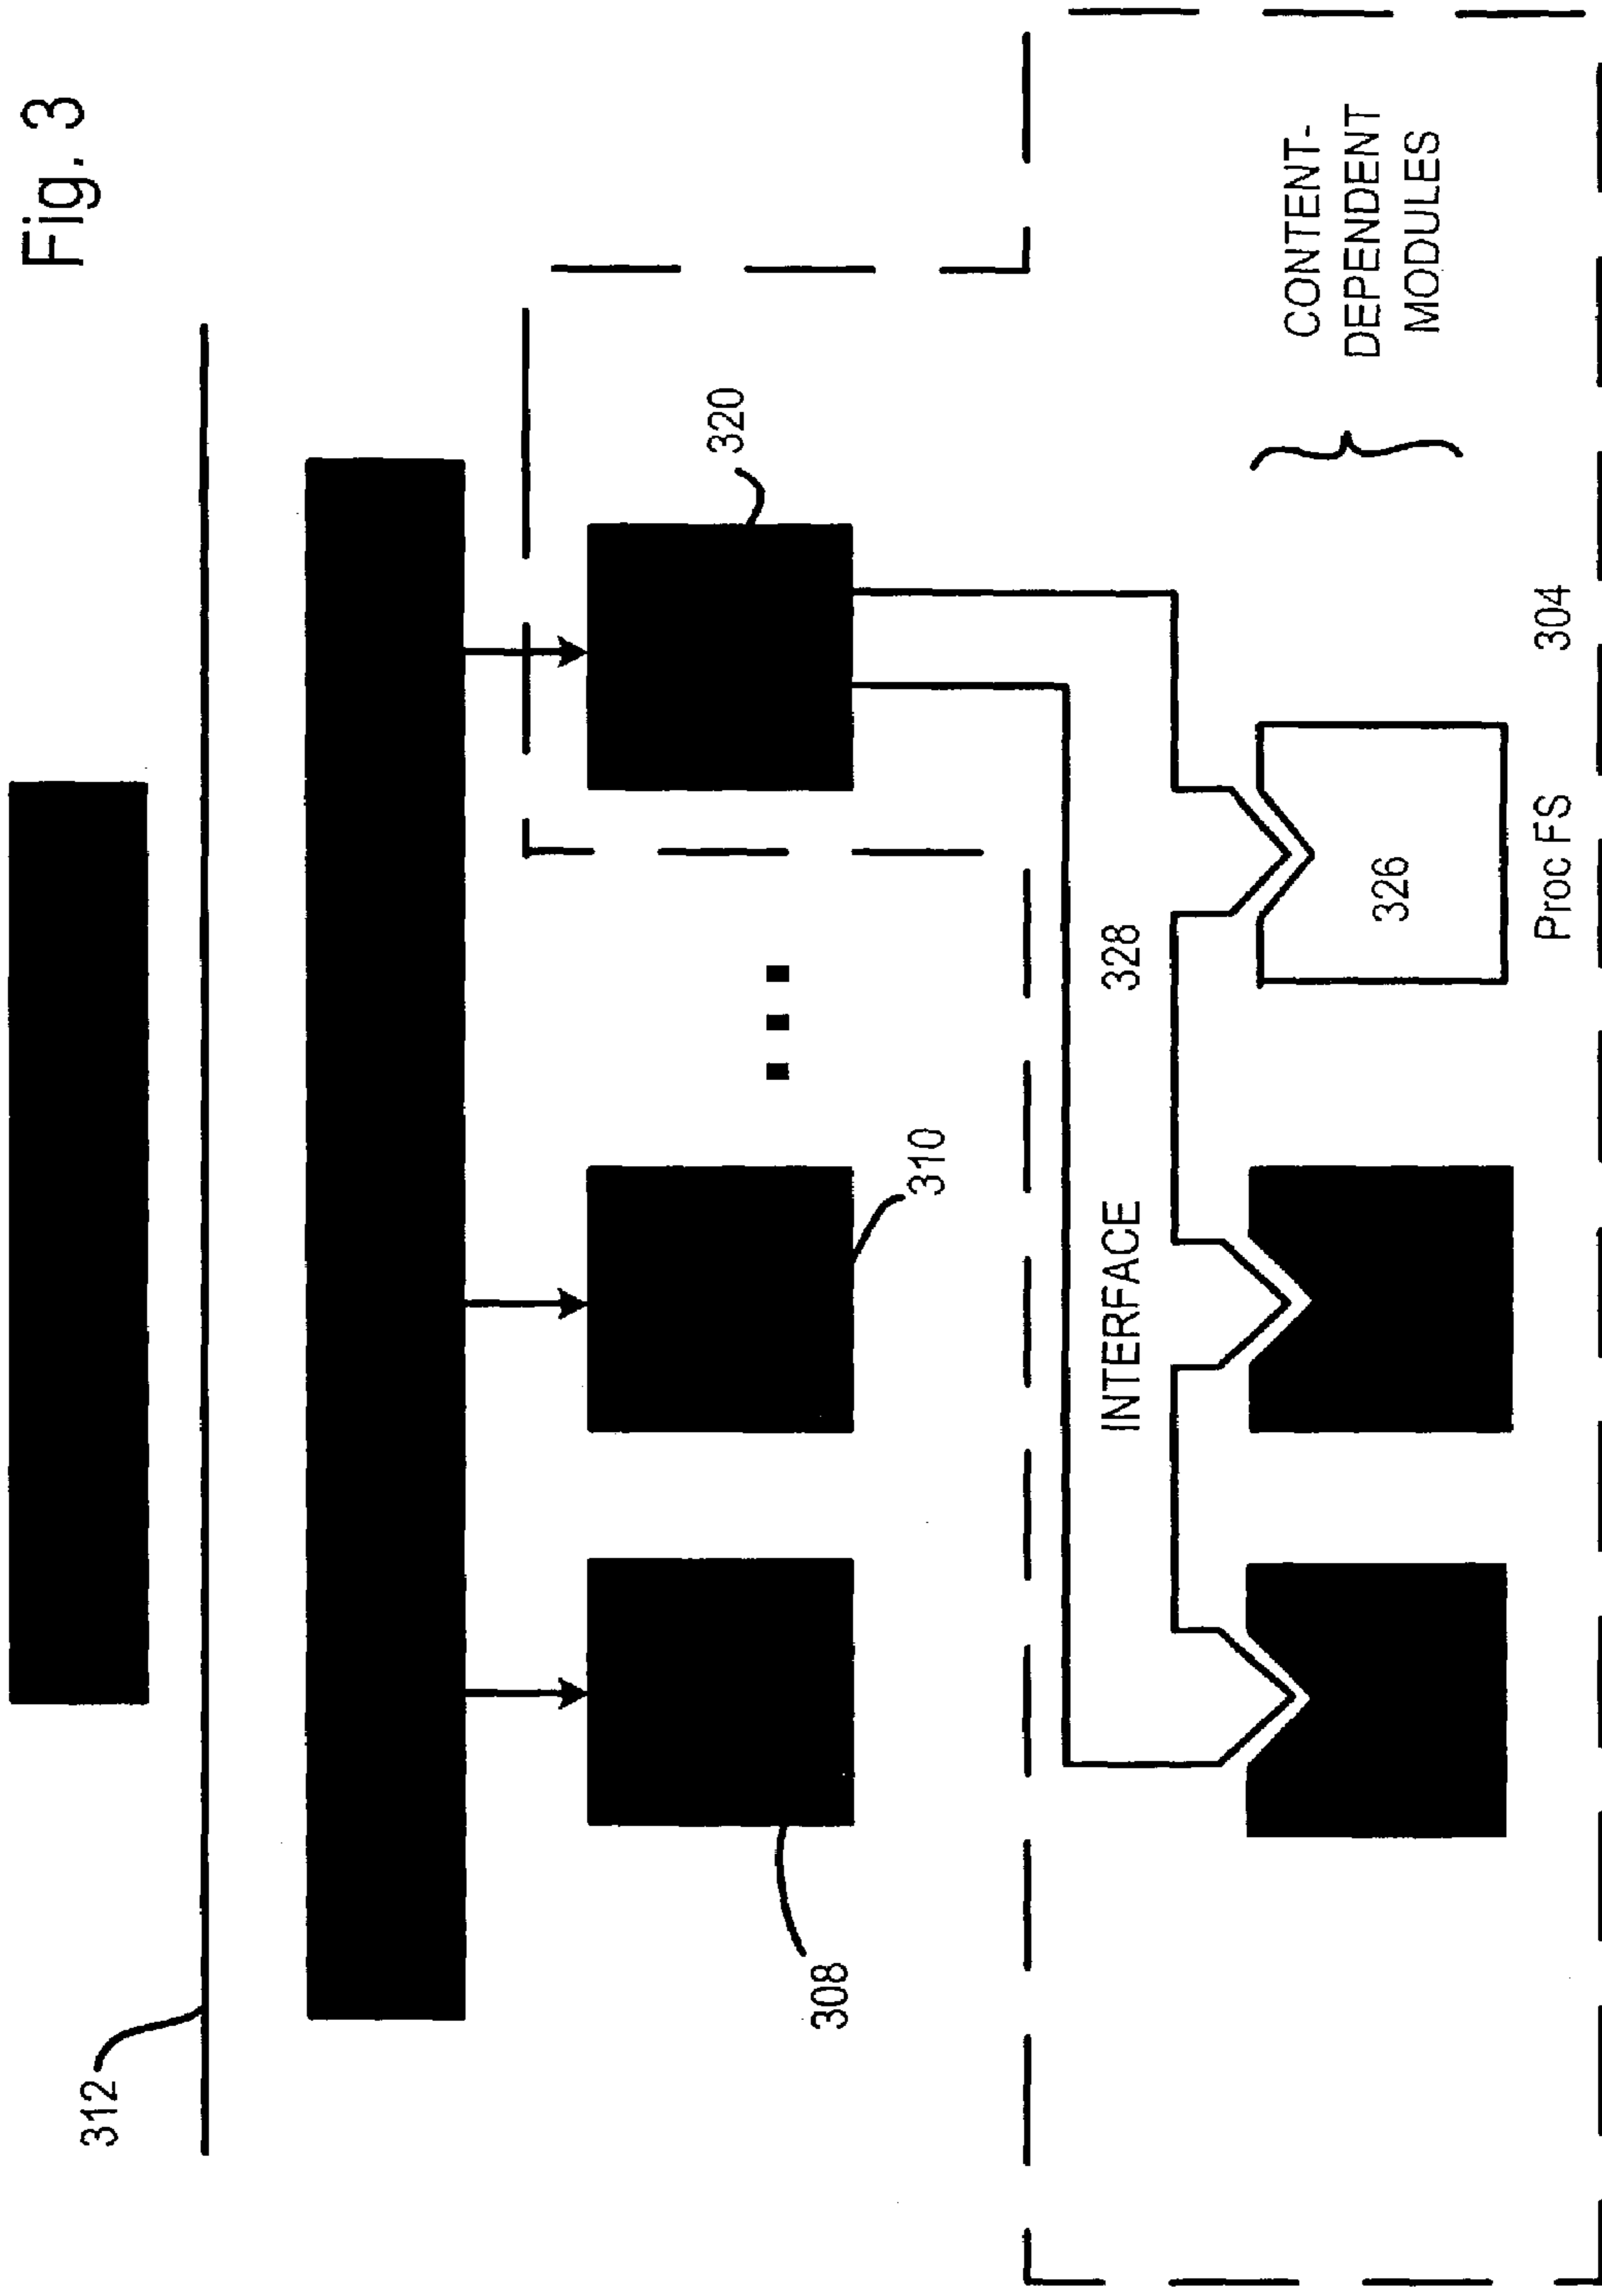 Fig. 3
312
320
310
308
INTERFACE 328
326
CONTENT-
DEPENDENT
MODULES
Proc FS 304